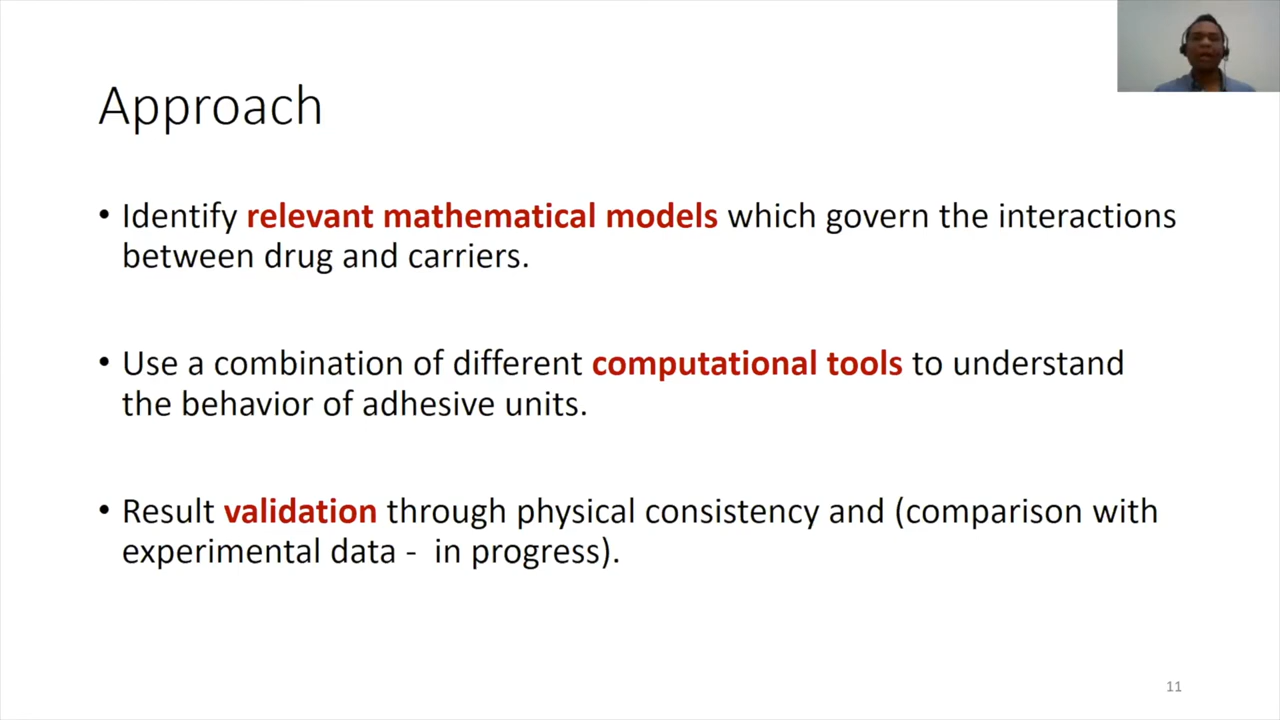 Approach
• Identify relevant mathematical models which govern the interactions
between drug and carriers.
• Use a combination of different computational tools to understand
the behavior of adhesive units.
• Result validation through physical consistency and (comparison with
experimental data -  in progress).
11